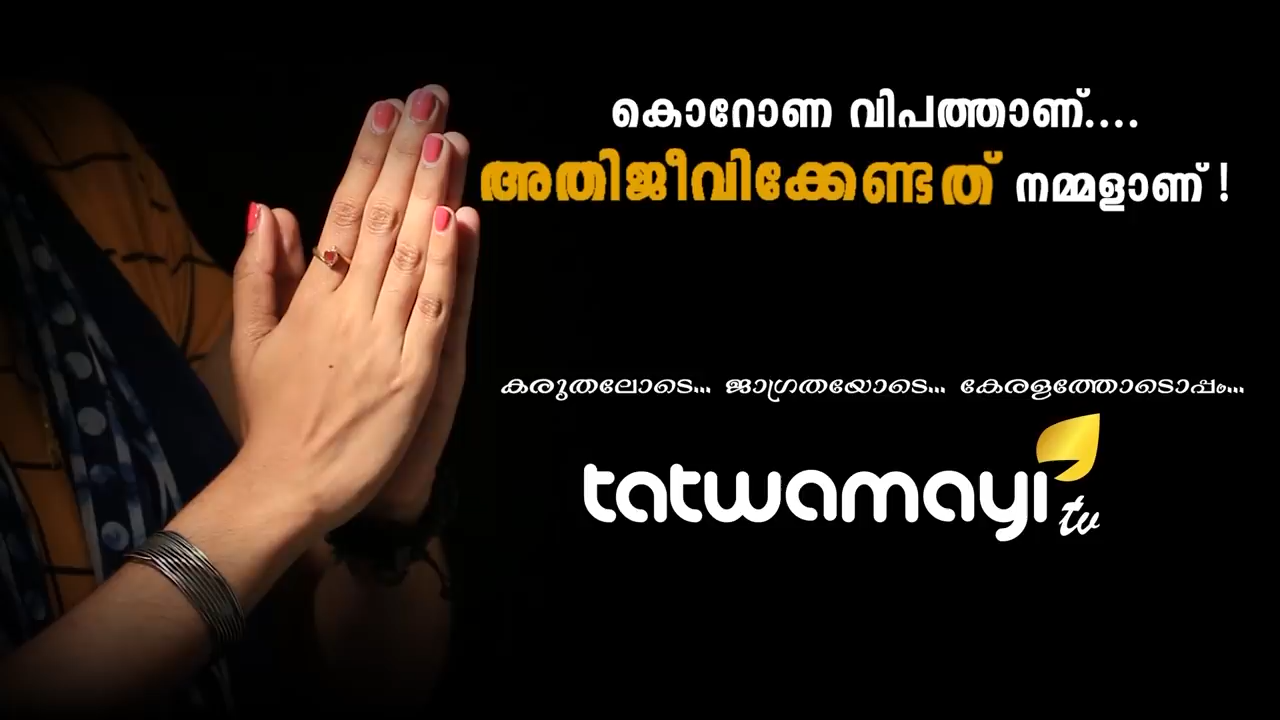 കൊറോണ വിപത്താണ്....
അതിജീവിക്കേണ്ടത് നമ്മളാണ് !
കരുതലോടെ... ജാഗ്രതയോടെ... കേരളത്തോടൊപ്പം...
tatwamayi
tv